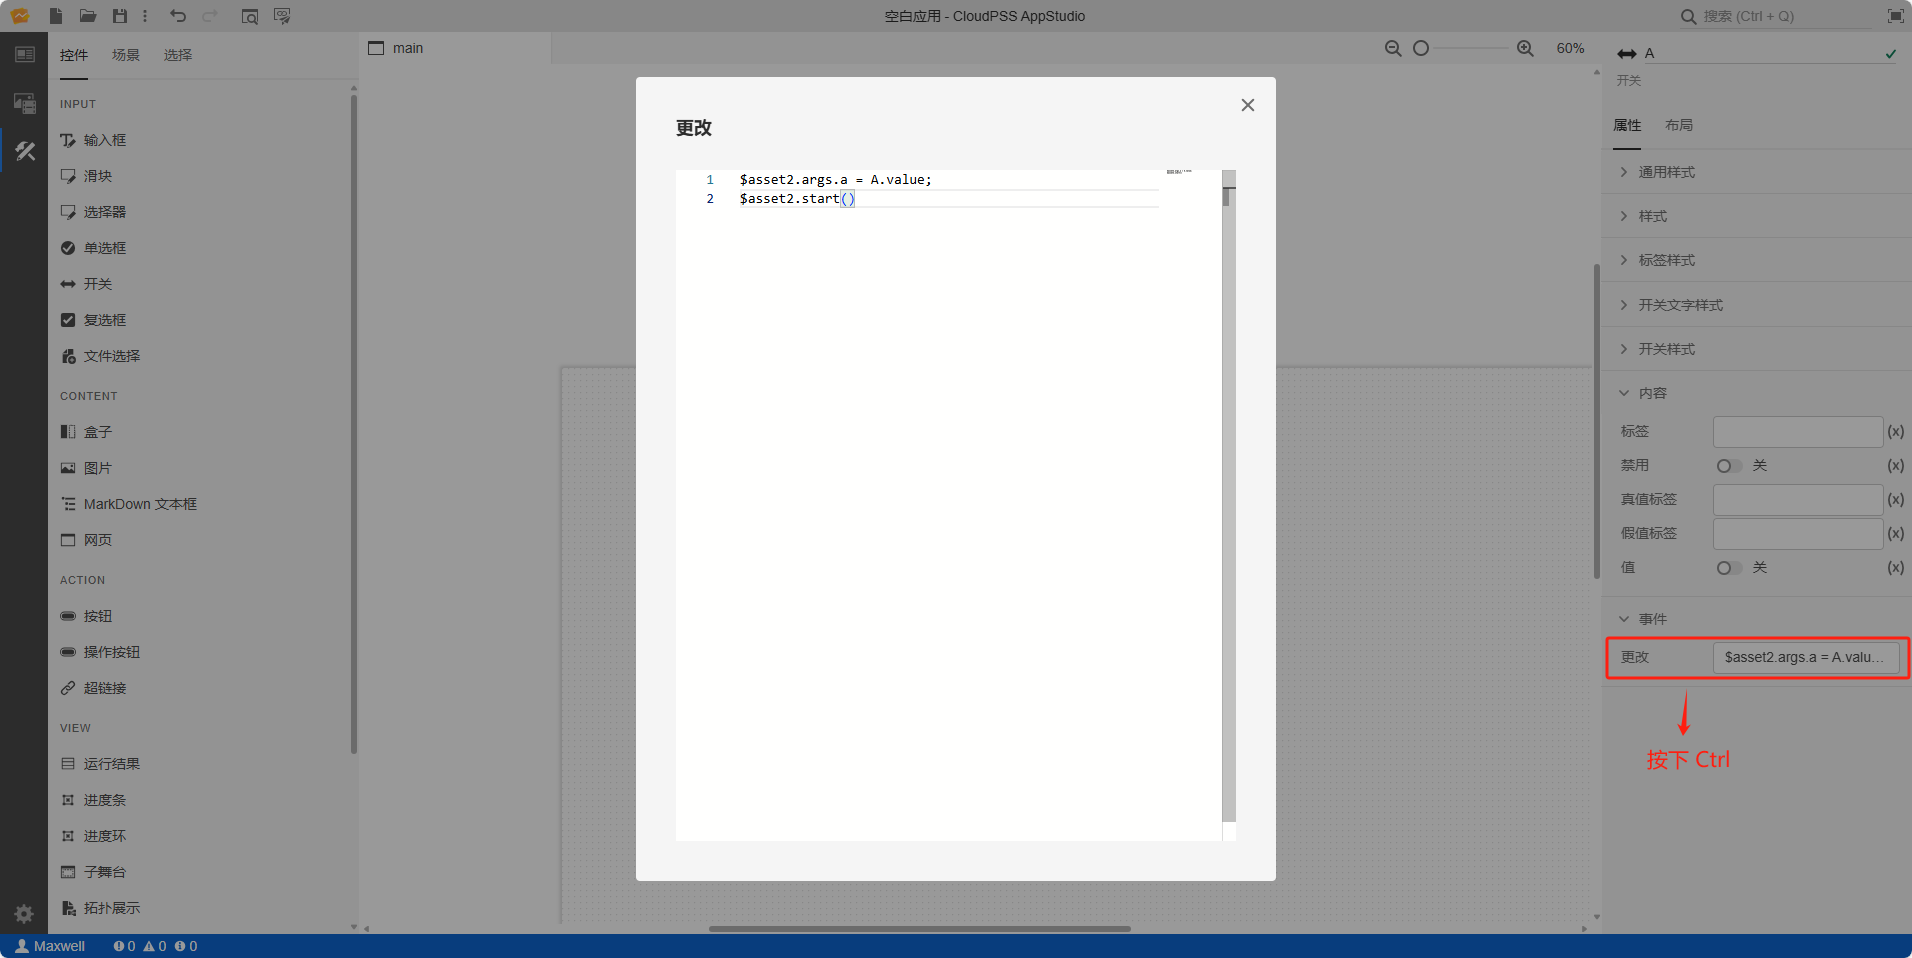 空白应用 - CloudPSS AppStudio
搜索 (Ctrl + Q)
控件 场景 选择
main
60%
A
开关
INPUT
输入框
滑块
选择器
单选框
开关
复选框
文件选择
CONTENT
盒子
图片
MarkDown 文本框
网页
ACTION
按钮
操作按钮
超链接
VIEW
运行结果
进度条
进度环
子舞台
拓扑展示
更改
1 $asset2.args.a = A.value;
2 $asset2.start()
属性 布局
通用样式
样式
标签样式
开关文字样式
开关样式
内容
标签 (x)
禁用 关 (x)
真值标签 (x)
假值标签 (x)
值 关 (x)
事件
更改 $asset2.args.a = A.valu...
按下 Ctrl
Maxwell 0 0 0